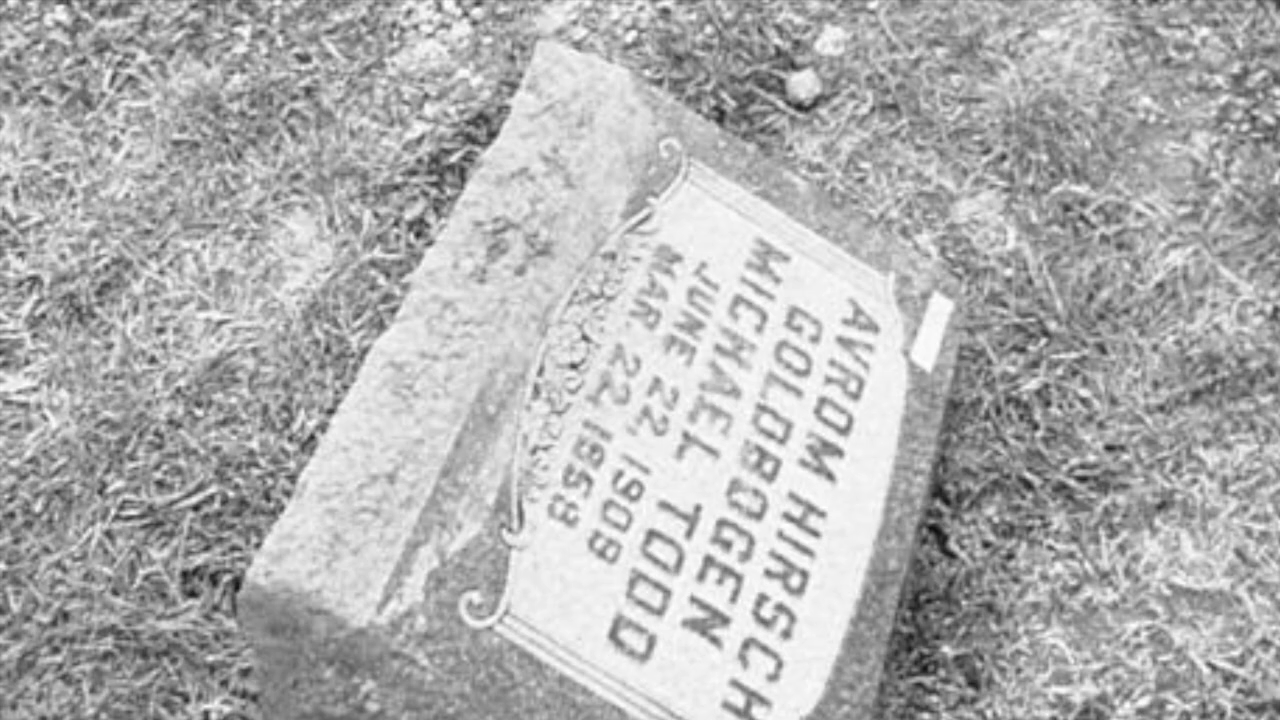 AVROM HIRSCH
GOLDBOGEN
MICHAEL TODD
JUNE 22, 1909
MAR. 22, 1958